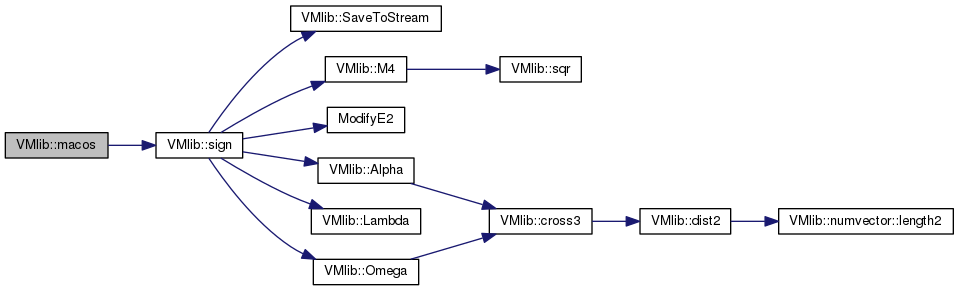 VMlib::macos
VMlib::sign
VMlib::SaveToStream
VMlib::M4
VMlib::sqr
ModifyE2
VMlib::Alpha
VMlib::Lambda
VMlib::Omega
VMlib::cross3
VMlib::dist2
VMlib::numvector::length2